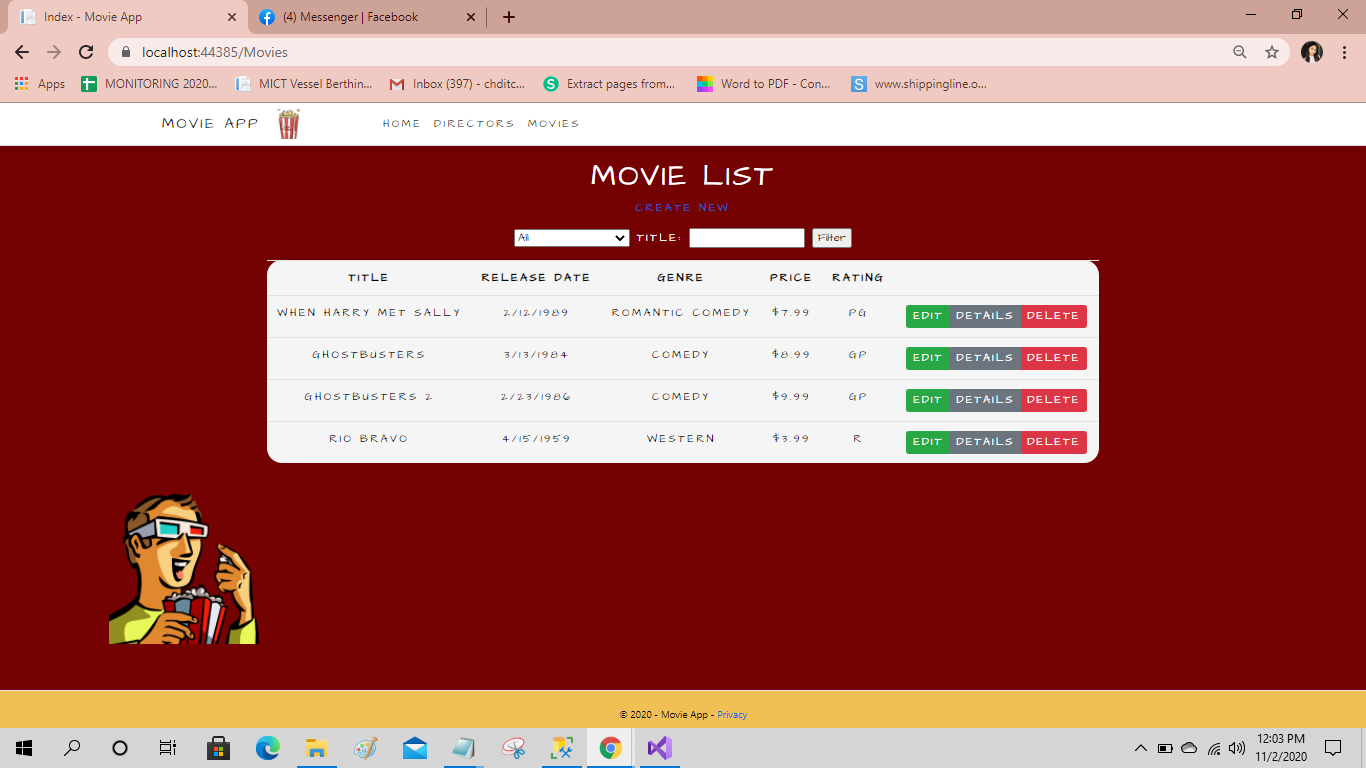 Index - Movie App
(4) Messenger | Facebook
localhost:44385/Movies
Apps MONITORING 2020... MICT Vessel Berthin... Inbox (397) - chditc... Extract pages from... Word to PDF - Con... www.shippingline.o...
MOVIE APP HOME DIRECTORS MOVIES
MOVIE LIST
CREATE NEW
All TITLE: Filter
TITLE RELEASE DATE GENRE PRICE RATING
WHEN HARRY MET SALLY 2/12/1989 ROMANTIC COMEDY $7.99 PG EDIT DETAILS DELETE
GHOSTBUSTERS 3/13/1984 COMEDY $8.99 GP EDIT DETAILS DELETE
GHOSTBUSTERS 2 2/23/1986 COMEDY $9.99 GP EDIT DETAILS DELETE
RIO BRAVO 4/15/1959 WESTERN $3.99 R EDIT DETAILS DELETE
© 2020 - Movie App - Privacy
12:03 PM
11/2/2020